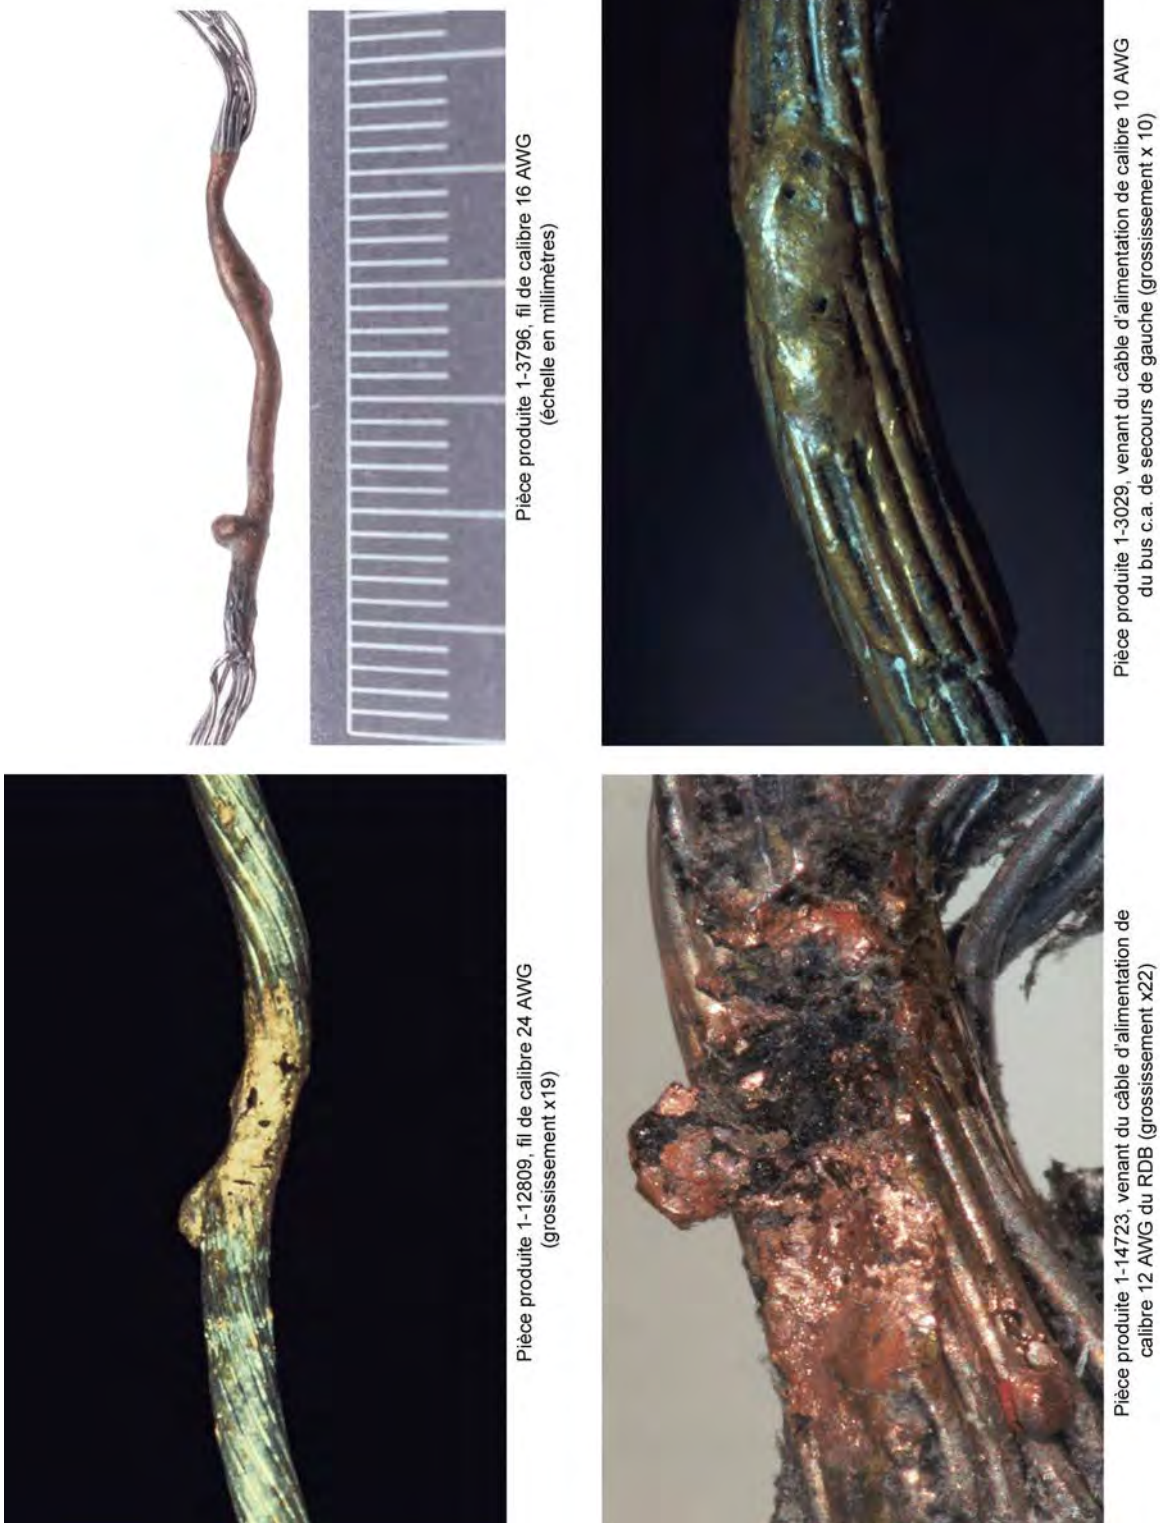 Pièce produite 1-12809, fil de calibre 24 AWG
(grossissement x19)
Pièce produite 1-3796, fil de calibre 16 AWG
(échelle en millimètres)
Pièce produite 1-14723, venant du câble d'alimentation de
calibre 12 AWG du RDB (grossissement x22)
Pièce produite 1-3029, venant du câble d'alimentation de calibre 10 AWG
du bus c.a. de secours de gauche (grossissement x 10)